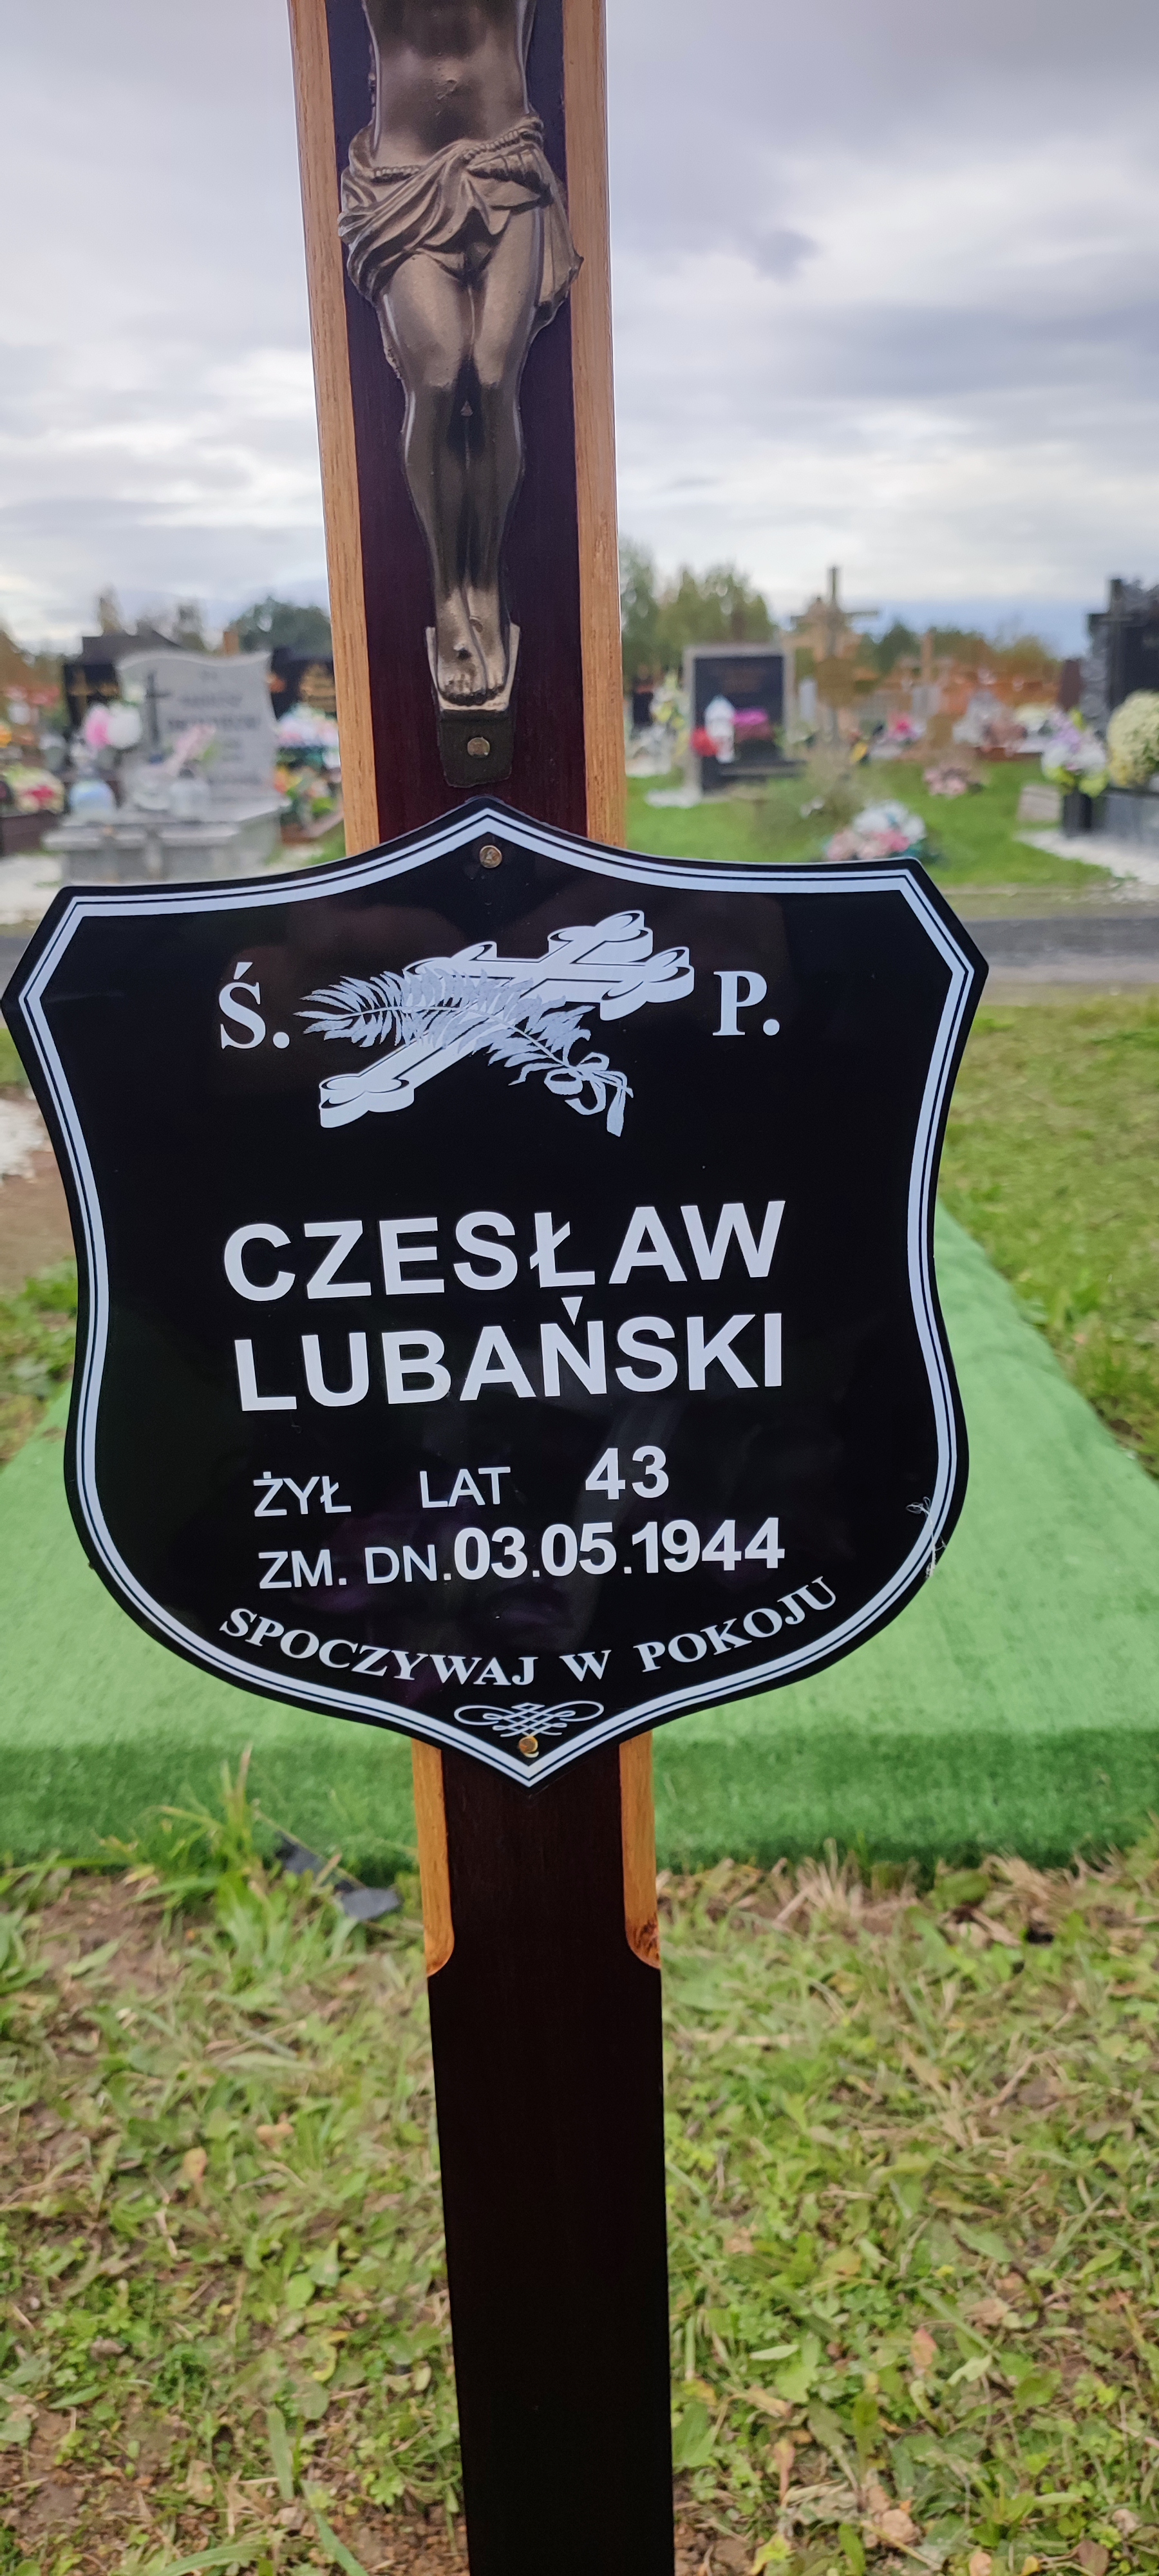 Ś. P.
CZESŁAW
LUBAŃSKI
ŻYŁ LAT 43
ZM. DN. 03.05.1944
SPOCZYWAJ W POKOJU